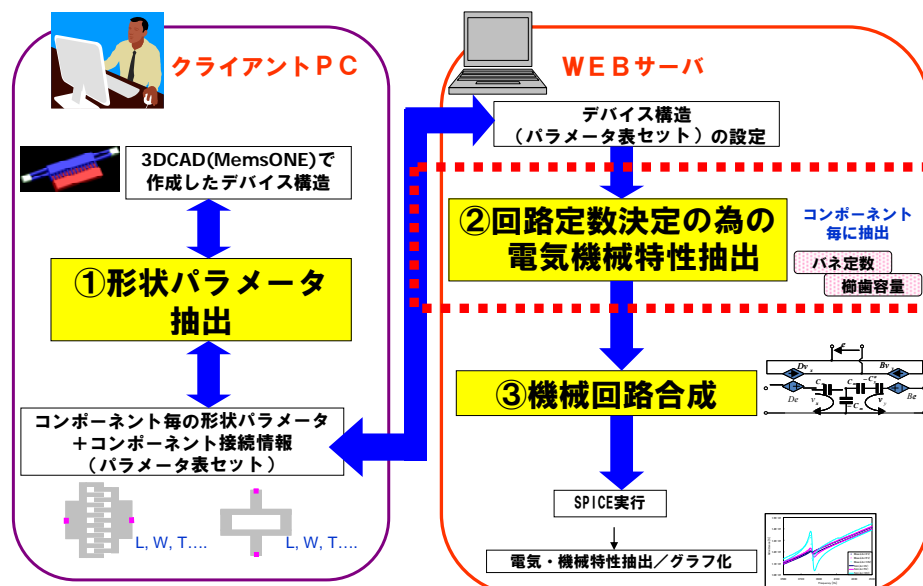 クライアントPC
3DCAD(MemsONE)で
作成したデバイス構造
①形状パラメータ
抽出
コンポーネント毎の形状パラメータ
+コンポーネント接続情報
(パラメータ表セット)
L, W, T....
L, W, T....
WEBサーバ
デバイス構造
(パラメータ表セット)の設定
②回路定数決定の為の
電気機械特性抽出
コンポーネント
毎に抽出
バネ定数
櫛歯容量
③機械回路合成
e
De
Be
SPICE実行
電気・機械特性抽出/グラフ化